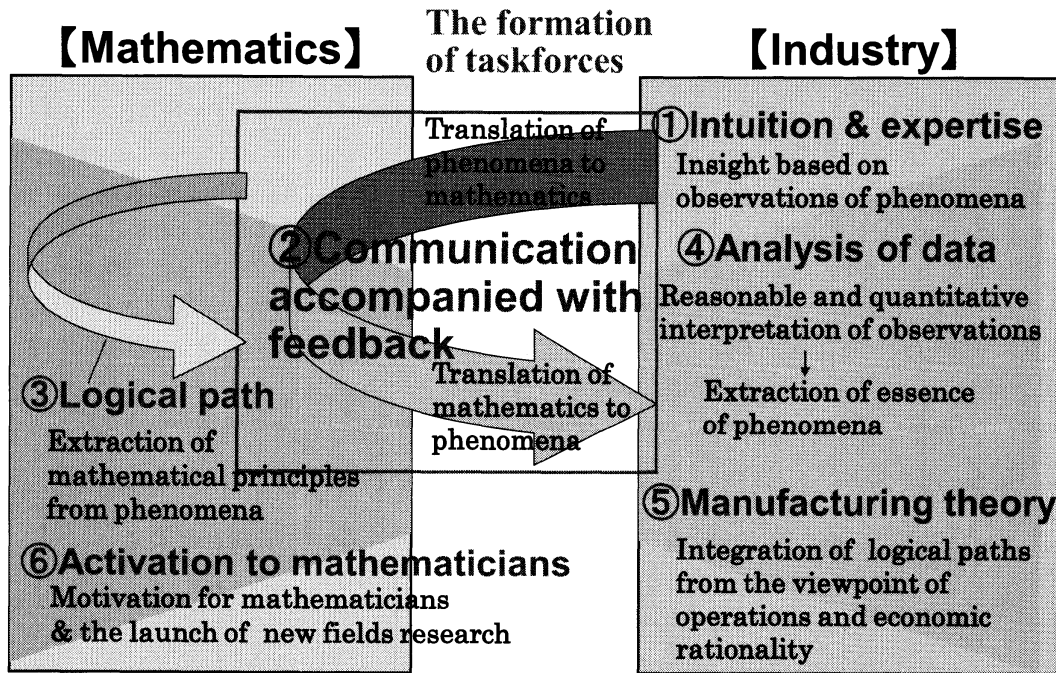 【Mathematics】
The formation
of taskforces
【Industry】
Translation of
phenomena to
mathematics
①Intuition & expertise
Insight based on
observations of phenomena
②Communication
accompanied with
feedback
④Analysis of data
Reasonable and quantitative
interpretation of observations
↓
Extraction of essence
of phenomena
Translation of
mathematics to
phenomena
③Logical path
Extraction of
mathematical principles
from phenomena
⑤Manufacturing theory
Integration of logical paths
from the viewpoint of
operations and economic
rationality
⑥Activation to mathematicians
Motivation for mathematicians
& the launch of new fields research